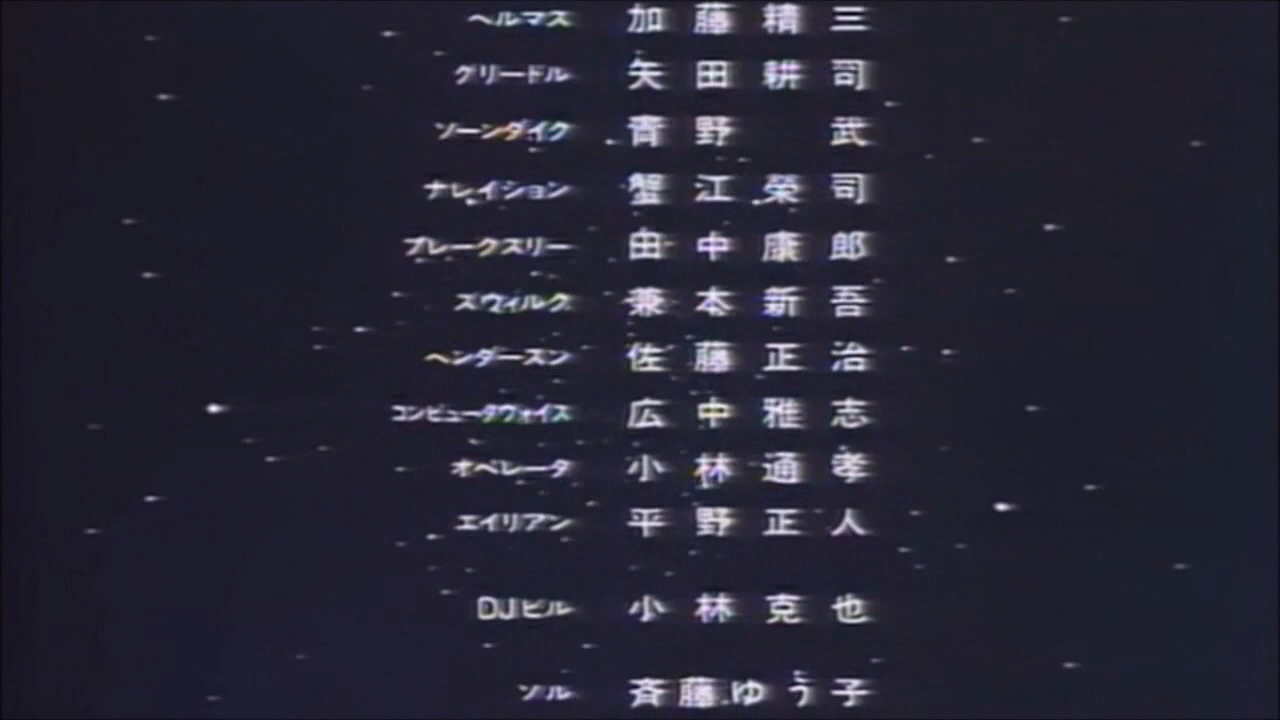 ヘルマス 加藤精三
グリードル 矢田耕司
ソーンダイク 青野 武
ナレイション 蟹江榮司
ブレークスリー 田中康郎
ズウィルク 兼本新吾
ヘンダースン 佐藤正治
コンピュータヴォイス 広中雅志
オペレータ 小林通孝
エイリアン 平野正人
DJビル 小林克也
ソル 斉藤ゆう子